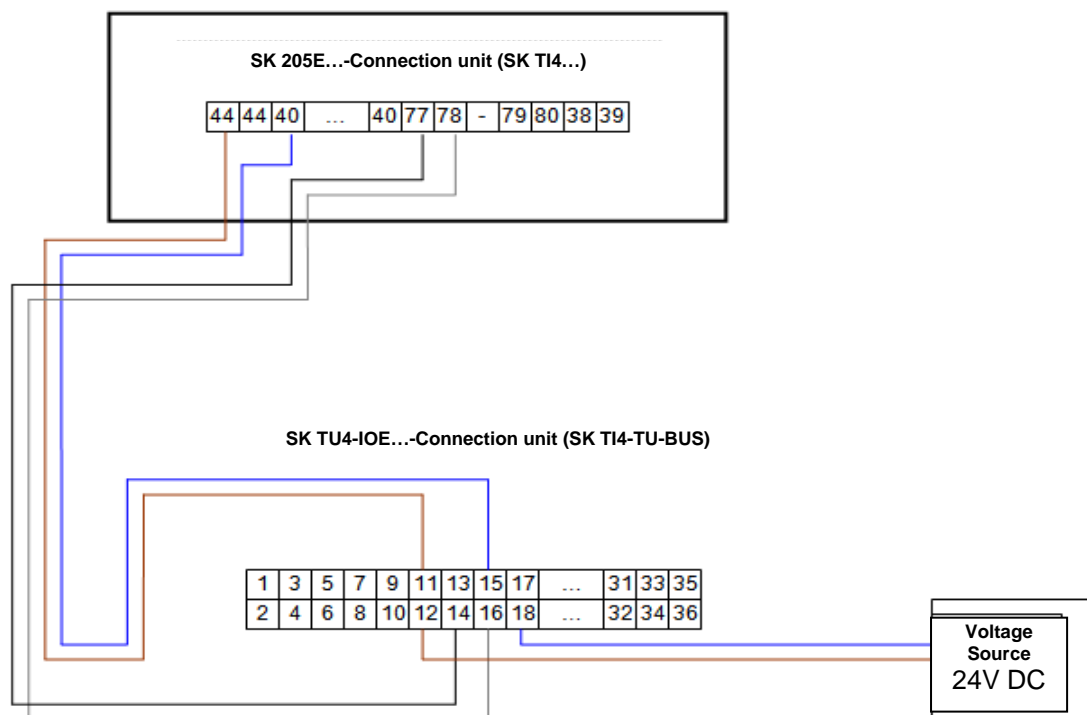 SK 205E…-Connection unit (SK TI4…)
44 44 40 ... 40 77 78 - 79 80 38 39
SK TU4-IOE…-Connection unit (SK TI4-TU-BUS)
1 3 5 7 9 11 13 15 17 ... 31 33 35
2 4 6 8 10 12 14 16 18 ... 32 34 36
Voltage
Source
24V DC